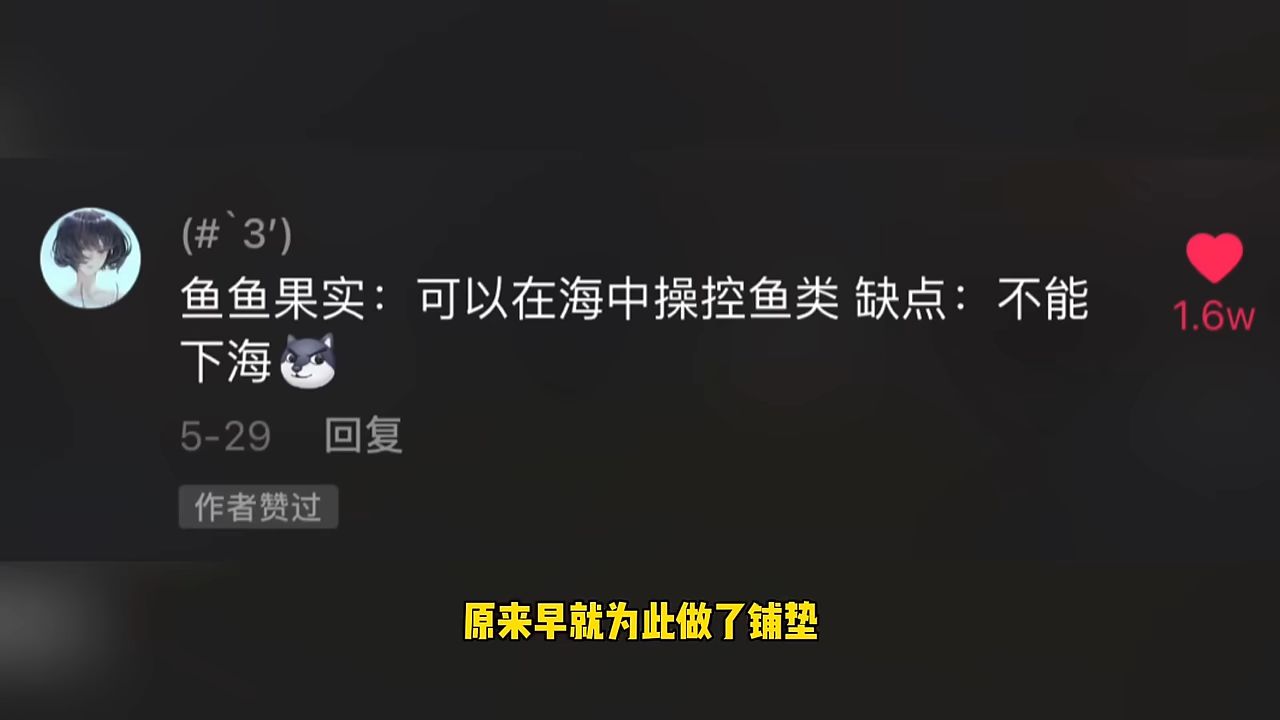 (#`3′)
鱼鱼果实：可以在海中操控鱼类 缺点：不能
下海
1.6w
5-29 回复
作者赞过
原来早就为此做了铺垫